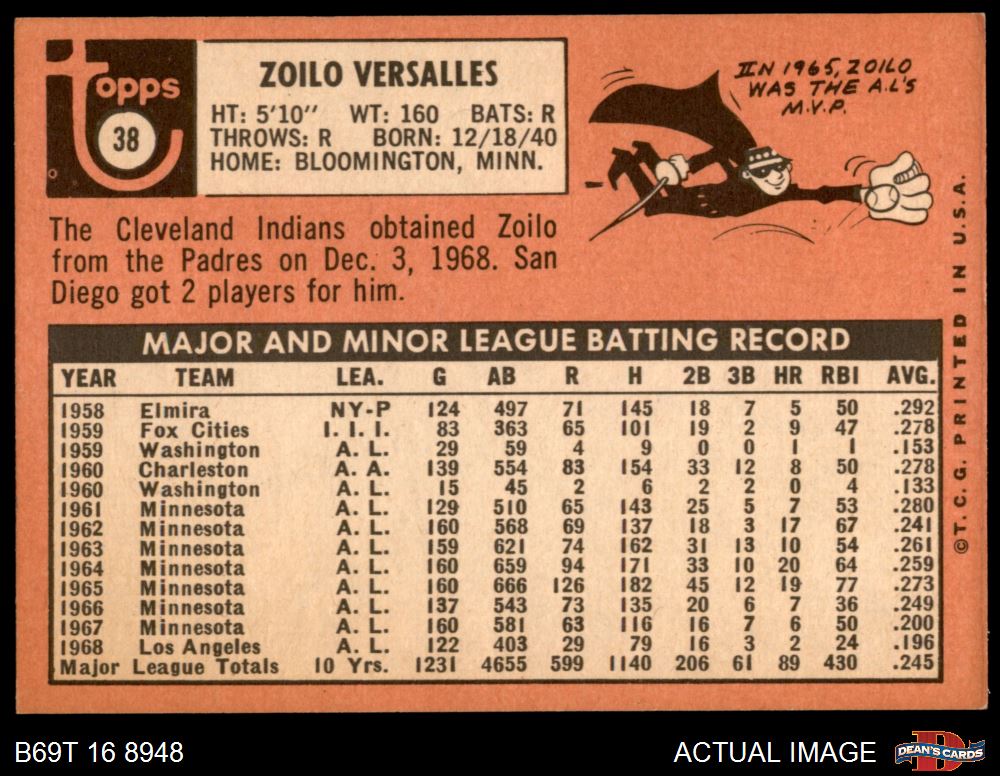 topps
38
ZOILO VERSALLES
HT: 5'10" WT: 160 BATS: R
THROWS: R BORN: 12/18/40
HOME: BLOOMINGTON, MINN.
IN 1965, ZOILO
WAS THE A.L'S
M.V.P.
The Cleveland Indians obtained Zoilo
from the Padres on Dec. 3, 1968. San
Diego got 2 players for him.
MAJOR AND MINOR LEAGUE BATTING RECORD
YEAR TEAM LEA. G AB R H 2B 3B HR RBI AVG.
1958 Elmira NY-P 124 497 71 145 18 7 5 50 .292
1959 Fox Cities I. I. I. 83 363 65 101 19 2 9 47 .278
1959 Washington A. L. 29 59 4 9 0 0 1 1 .153
1960 Charleston A. A. 139 554 83 154 33 12 8 50 .278
1960 Washington A. L. 15 45 2 6 2 2 0 4 .133
1961 Minnesota A. L. 129 510 65 143 25 5 7 53 .280
1962 Minnesota A. L. 160 568 69 137 18 3 17 67 .241
1963 Minnesota A. L. 159 621 74 162 31 13 10 54 .261
1964 Minnesota A. L. 160 659 94 171 33 10 20 64 .259
1965 Minnesota A. L. 160 666 126 182 45 12 19 77 .273
1966 Minnesota A. L. 137 543 73 135 20 6 7 36 .249
1967 Minnesota A. L. 160 581 63 116 16 7 6 50 .200
1968 Los Angeles A. L. 122 403 29 79 16 3 2 24 .196
Major League Totals 10 Yrs. 1231 4655 599 1140 206 61 89 430 .245
©T. C. G. PRINTED IN U.S.A.
B69T 16 8948
ACTUAL IMAGE
DEAN'S CARDS